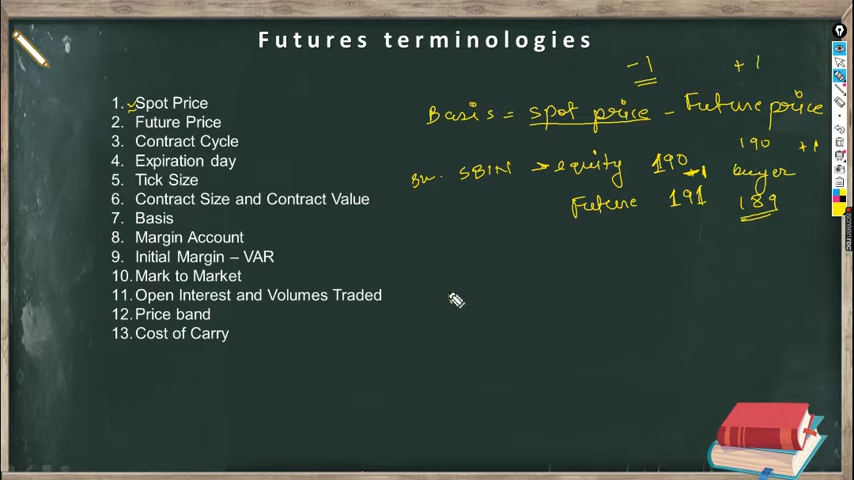 Futures terminologies
1. Spot Price
2. Future Price
3. Contract Cycle
4. Expiration day
5. Tick Size
6. Contract Size and Contract Value
7. Basis
8. Margin Account
9. Initial Margin – VAR
10. Mark to Market
11. Open Interest and Volumes Traded
12. Price band
13. Cost of Carry
-1 +1
Basis = spot price - Future price
190 +1
SBIN → equity 190 -1 buyer
Future 191 189